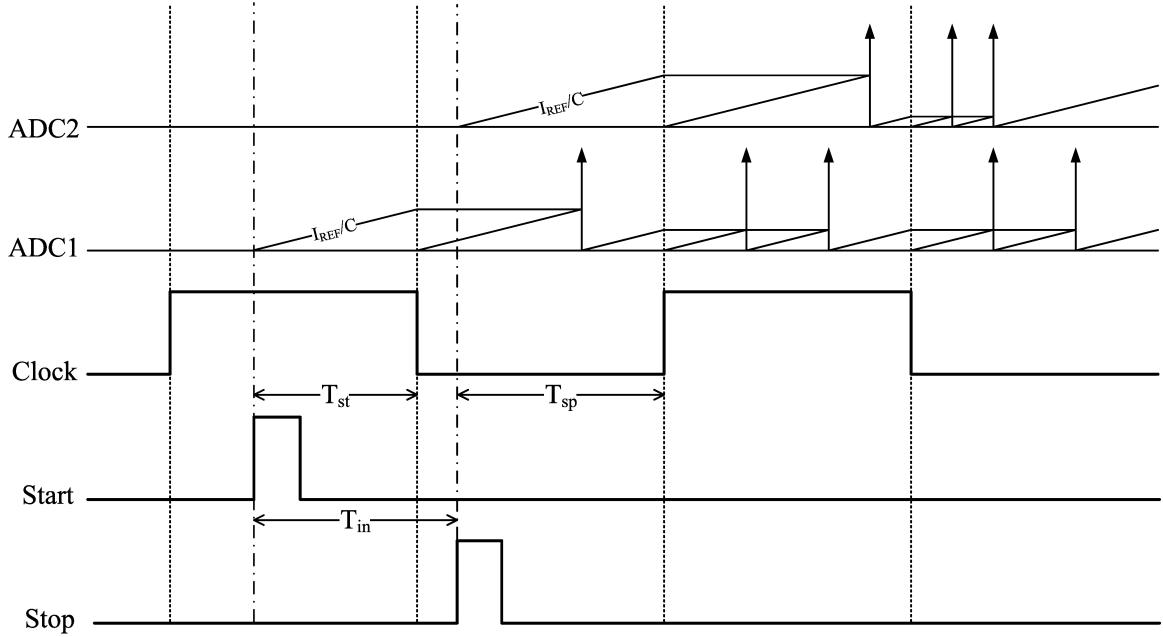 I_REF/C
ADC2
I_REF/C
ADC1
Clock
T_st
T_sp
Start
T_in
Stop